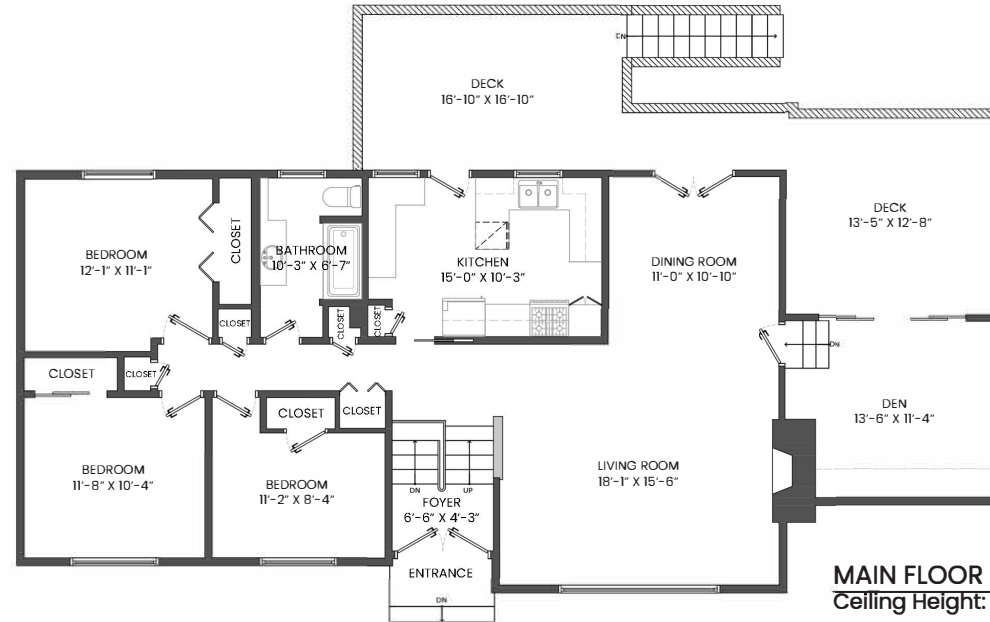 DN
DECK
16'-10" X 16'-10"
DECK
13'-5" X 12'-8"
BEDROOM
12'-1" X 11'-1"
CLOSET
BATHROOM
10'-3" X 6'-7"
KITCHEN
15'-0" X 10'-3"
DINING ROOM
11'-0" X 10'-10"
CLOSET
CLOSET
CLOSET
DN
CLOSET
CLOSET
CLOSET
CLOSET
DEN
13'-6" X 11'-4"
BEDROOM
11'-8" X 10'-4"
BEDROOM
11'-2" X 8'-4"
LIVING ROOM
18'-1" X 15'-6"
DN
UP
FOYER
6'-6" X 4'-3"
ENTRANCE
DN
MAIN FLOOR
Ceiling Height: